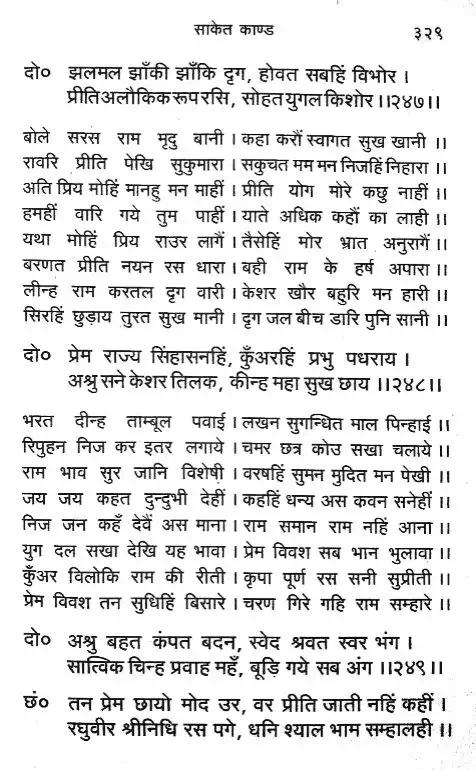 साकेत काण्ड ३२९
दो० झलमल झाँकी झाँकि दृग, होवत सबहिं विभोर ।
प्रीति अलौकिक रूप रसि, सोहत युगल किशोर ।।२४७।।
बोले सरस राम मृदु बानी । कहा करौं स्वागत सुख खानी ।।
रावरि प्रीति पेखि सुकुमारा । सकुचत मम मन निजहिं निहारा ।।
अति प्रिय मोहिं मानहु मन माहीं । प्रीति योग मोरे कछु नाहीं ।।
हमहीं वारि गये तुम पाहीं । याते अधिक कहौं का लाही ।।
यथा मोहिं प्रिय राउर लागैं । तैसेहिं मोर भ्रात अनुरागैं ।।
बरणत प्रीति नयन रस धारा । बही राम के हर्ष अपारा ।।
लीन्ह राम करतल दृग वारी । केशर खौर बहुरि मन हारी ।।
सिरहिं छुड़ाय तुरत सुख मानी । दृग जल बीच डारि पुनि सानी ।।
दो० प्रेम राज्य सिंहासनहिं, कुँअरहिं प्रभु पधराय ।
अश्रु सने केशर तिलक, कीन्ह महा सुख छाय ।।२४८।।
भरत दीन्ह ताम्बूल पवाई । लखन सुगन्धित माल पिन्हाई ।।
रिपुहन निज कर इतर लगाये । चमर छत्र कोउ सखा चलाये ।।
राम भाव सुर जानि विशेषी । वरषहिं सुमन मुदित मन पेखी ।।
जय जय कहत दुन्दुभी देहीं । कहहिं धन्य अस कवन सनेहीं ।।
निज जन कहँ देवैं अस माना । राम समान राम नहिं आना ।।
युग दल सखा देखि यह भावा । प्रेम विवश सब भान भुलावा ।।
कुँअर विलोकि राम की रीती । कृपा पूर्ण रस सनी सुप्रीती ।।
प्रेम विवश तन सुधिहिं बिसारे । चरण गिरे गहि राम सम्हारे ।।
दो० अश्रु बहत कंपत बदन, स्वेद श्रवत स्वर भंग ।
सात्विक चिन्ह प्रवाह महँ, बूड़ि गये सब अंग ।।२४९।।
छं० तन प्रेम छायो मोद उर, वर प्रीति जाती नहिं कहीं ।
रघुवीर श्रीनिधि रस पगे, धनि श्याल भाम सम्हालही ।।